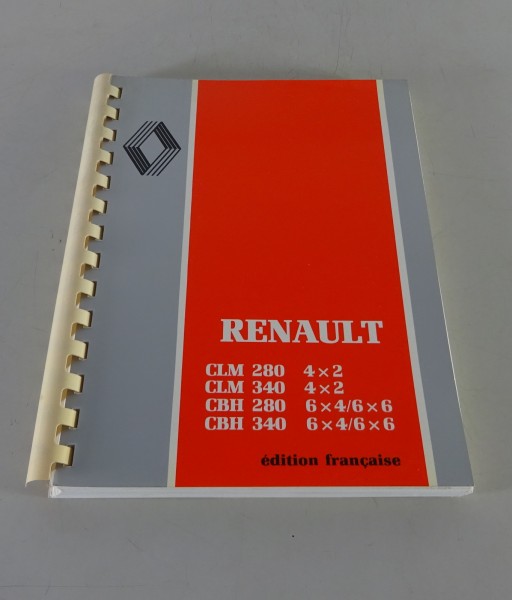 RENAULT
CLM 280 4×2
CLM 340 4×2
CBH 280 6×4/6×6
CBH 340 6×4/6×6
édition française